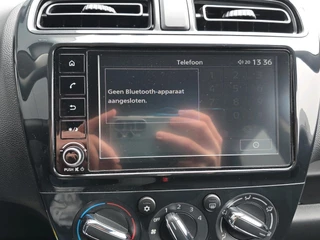 Telefoon
20 13 36
Geen Bluetooth-apparaat
aangesloten.
PUSH